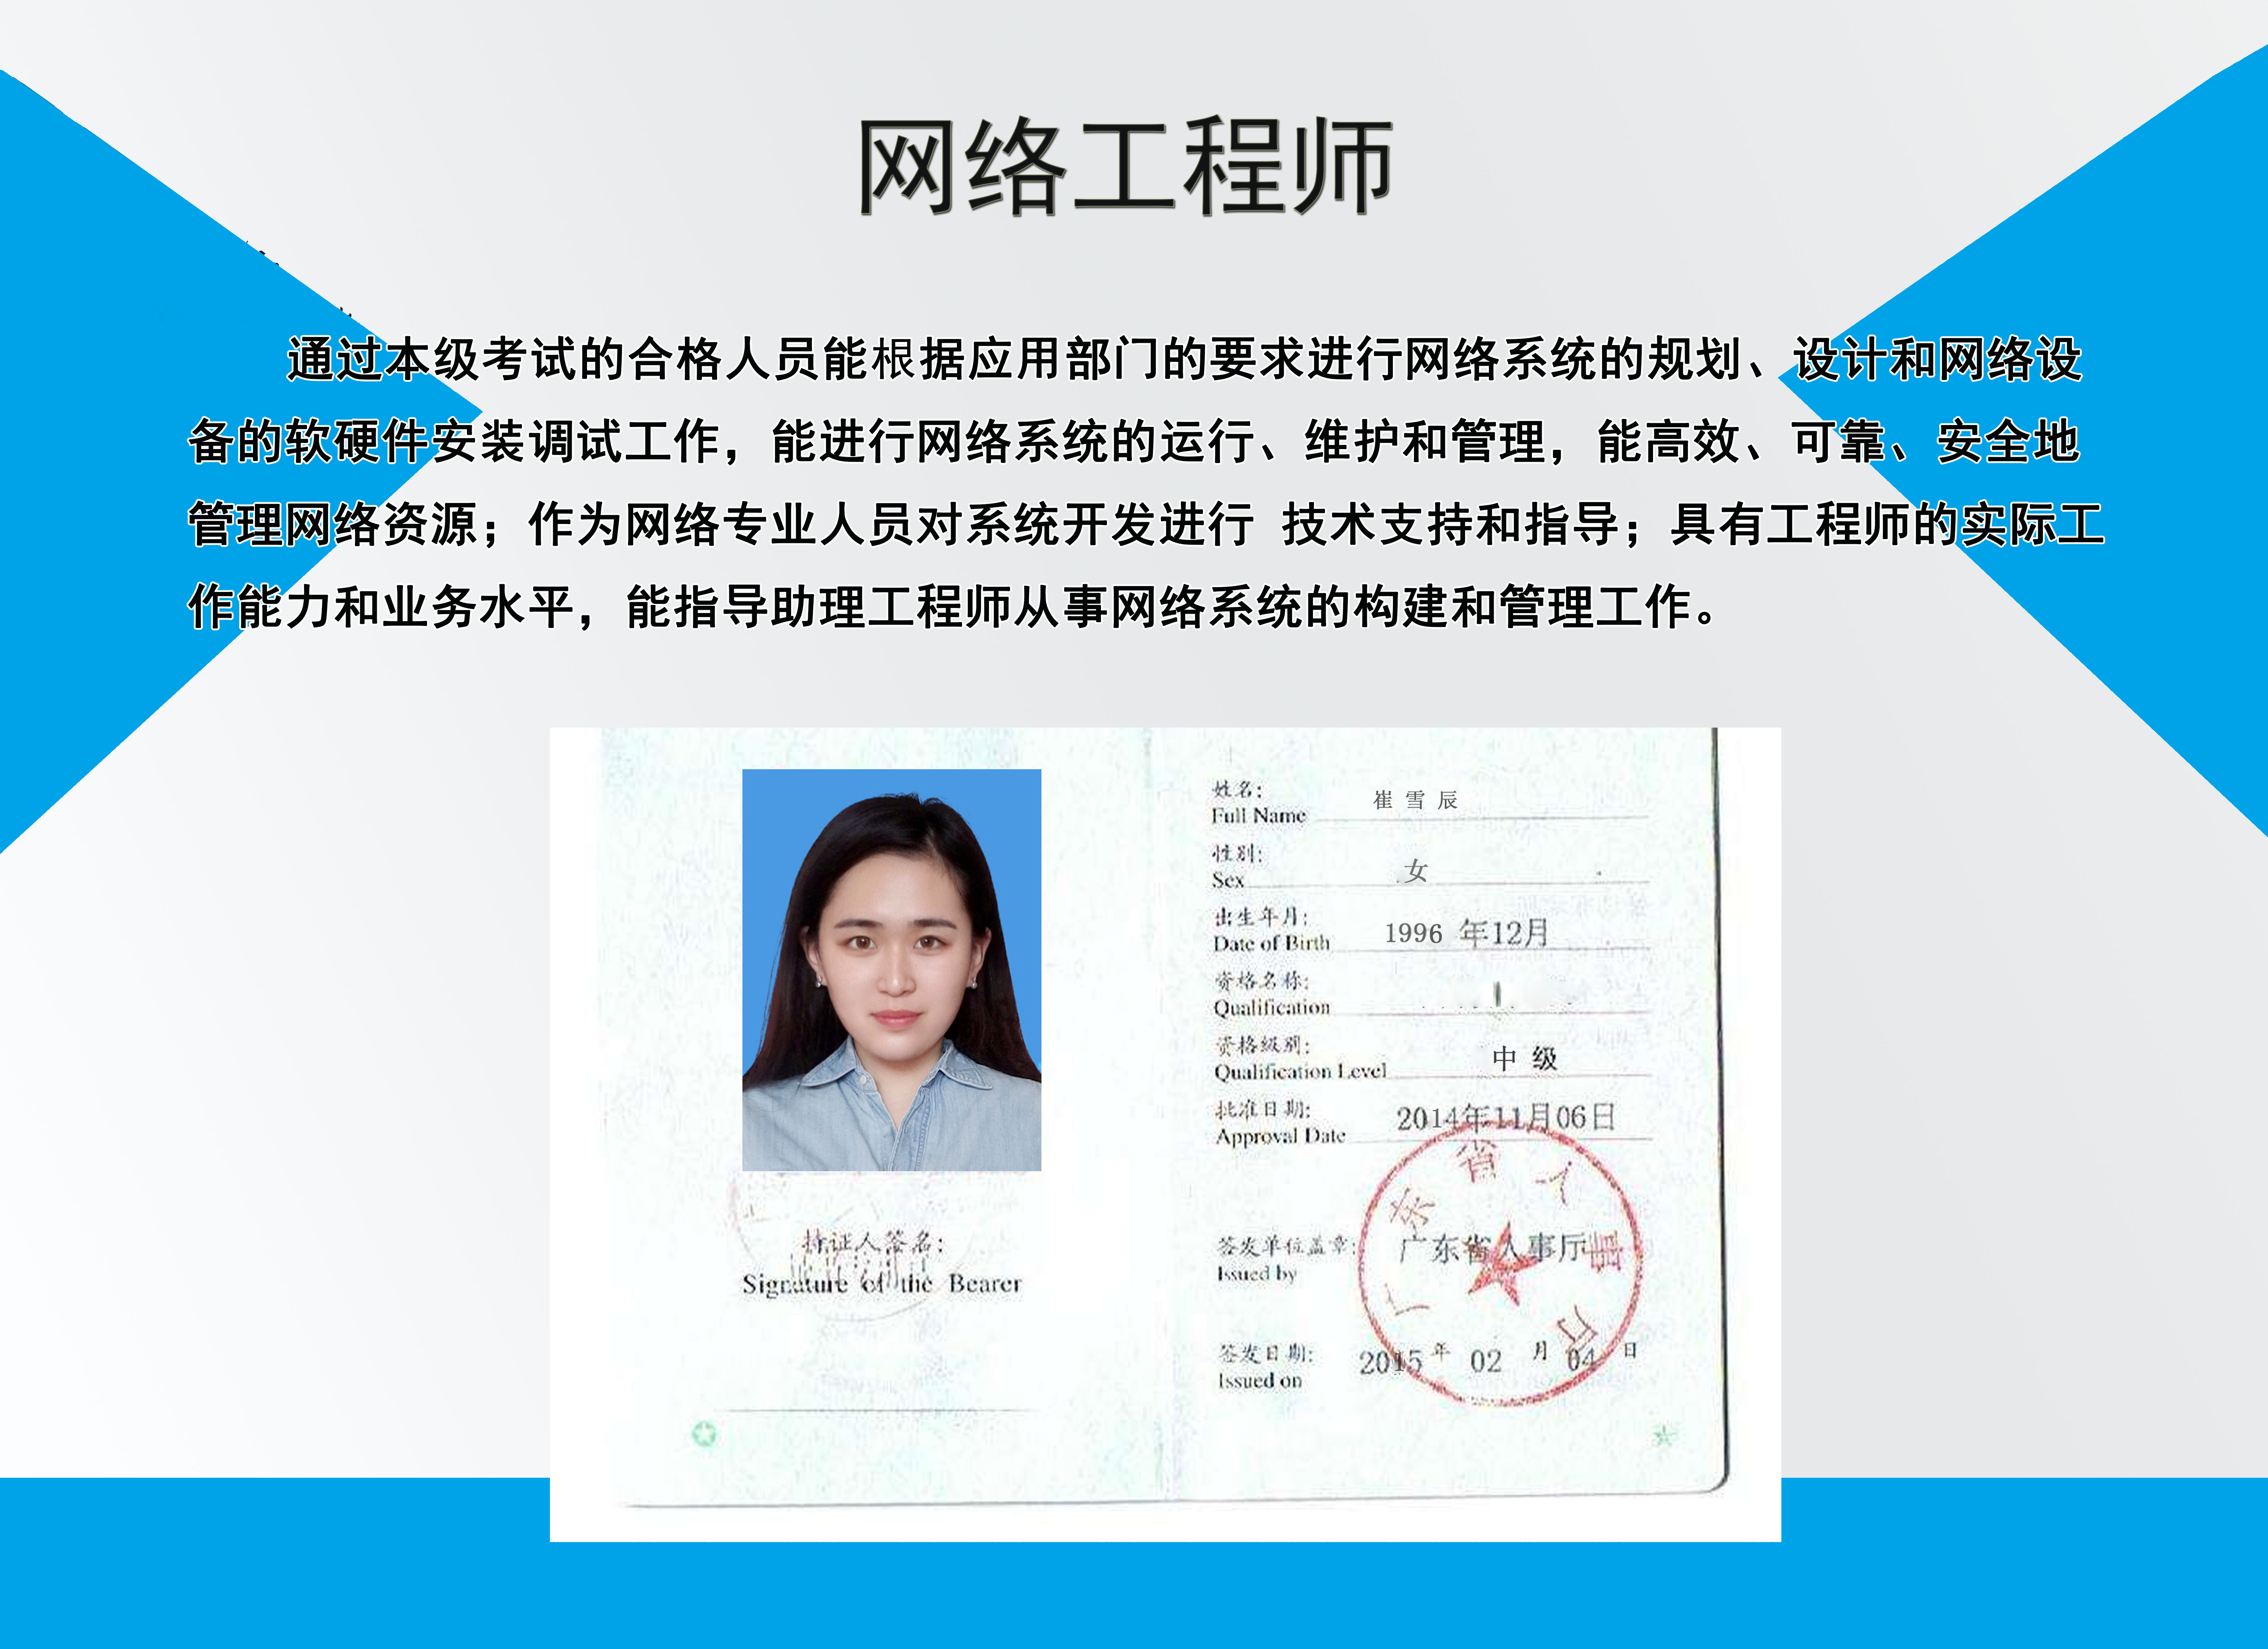 网络工程师
通过本级考试的合格人员能根据应用部门的要求进行网络系统的规划、设计和网络设
备的软硬件安装调试工作，能进行网络系统的运行、维护和管理，能高效、可靠、安全地
管理网络资源；作为网络专业人员对系统开发进行 技术支持和指导；具有工程师的实际工
作能力和业务水平，能指导助理工程师从事网络系统的构建和管理工作。
持证人签名：
Signature of the Bearer
姓名：
Full Name 崔雪辰
性别：
Sex 女
出生年月：
Date of Birth 1996 年12月
资格名称：
Qualification
资格级别：
Qualification Level 中 级
批准日期：
Approval Date 2014年11月06日
签发单位盖章： 广东省人事厅
Issued by
广东省人事厅
签发日期： 2015 年 02 月 04 日
Issued on